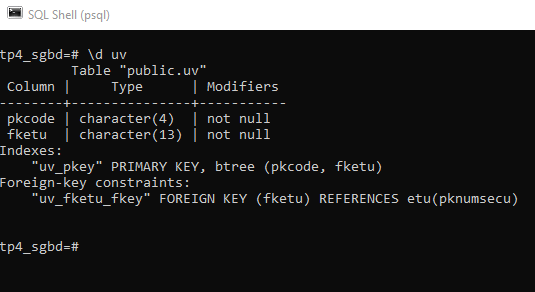 SQL Shell (psql)
tp4_sgbd=# \d uv
Table "public.uv"
Column | Type | Modifiers
--------+---------------+-----------
pkcode | character(4) | not null
fketu | character(13) | not null
Indexes:
"uv_pkey" PRIMARY KEY, btree (pkcode, fketu)
Foreign-key constraints:
"uv_fketu_fkey" FOREIGN KEY (fketu) REFERENCES etu(pknumsecu)
tp4_sgbd=#